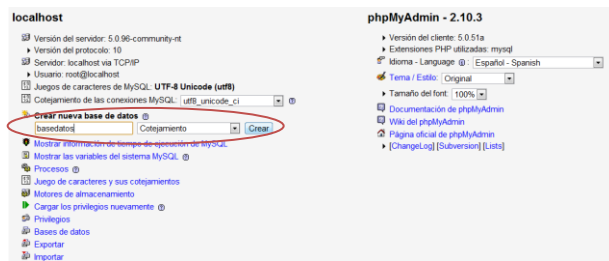 localhost
Versión del servidor: 5.0.96-community-nt
Versión del protocolo: 10
Servidor: localhost via TCP/IP
Usuario: root@localhost
Juegos de caracteres de MySQL: UTF-8 Unicode (utf8)
Cotejamiento de las conexiones MySQL: utf8_unicode_ci
Crear nueva base de datos
basedatos Cotejamiento Crear
Mostrar información de tiempo de ejecución de MySQL
Mostrar las variables del sistema MySQL
Procesos
Juego de caracteres y sus cotejamientos
Motores de almacenamiento
Cargar los privilegios nuevamente
Privilegios
Bases de datos
Exportar
Importar
phpMyAdmin - 2.10.3
Versión del cliente: 5.0.51a
Extensiones PHP utilizadas: mysql
Idioma - Language : Español - Spanish
Tema / Estilo: Original
Tamaño del font: 100%
Documentación de phpMyAdmin
Wiki del phpMyAdmin
Página oficial de phpMyAdmin
[ChangeLog] [Subversion] [Lists]